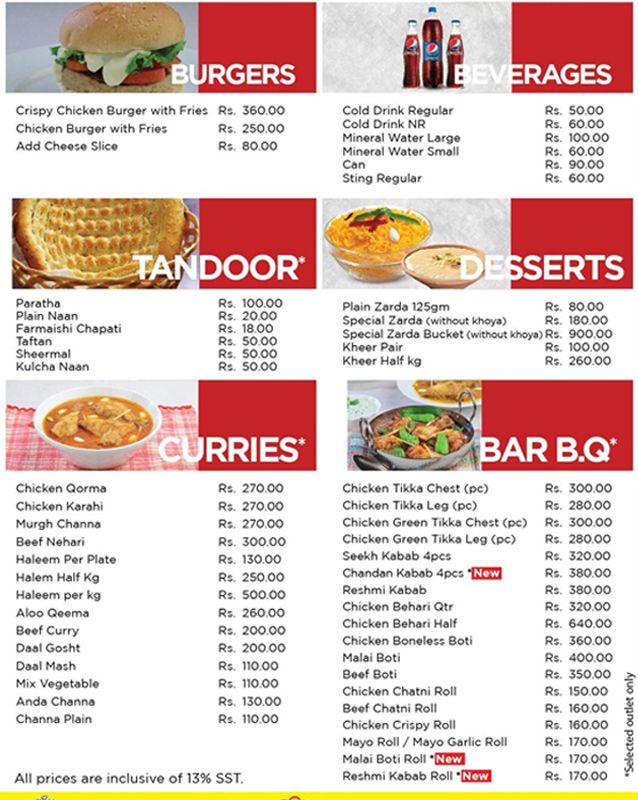 BURGERS
Crispy Chicken Burger with Fries Rs. 360.00
Chicken Burger with Fries Rs. 250.00
Add Cheese Slice Rs. 80.00
BEVERAGES
Cold Drink Regular Rs. 50.00
Cold Drink NR Rs. 60.00
Mineral Water Large Rs. 100.00
Mineral Water Small Rs. 60.00
Can Rs. 90.00
Sting Regular Rs. 60.00
TANDOOR*
Paratha Rs. 100.00
Plain Naan Rs. 20.00
Farmaishi Chapati Rs. 18.00
Taftan Rs. 50.00
Sheermal Rs. 50.00
Kulcha Naan Rs. 50.00
DESSERTS
Plain Zarda 125gm Rs. 80.00
Special Zarda (without khoya) Rs. 180.00
Special Zarda Bucket (without khoya) Rs. 900.00
Kheer Pair Rs. 100.00
Kheer Half kg Rs. 260.00
CURRIES*
Chicken Qorma Rs. 270.00
Chicken Karahi Rs. 270.00
Murgh Channa Rs. 270.00
Beef Nehari Rs. 300.00
Haleem Per Plate Rs. 130.00
Halem Half Kg Rs. 250.00
Haleem per kg Rs. 500.00
Aloo Qeema Rs. 260.00
Beef Curry Rs. 200.00
Daal Gosht Rs. 200.00
Daal Mash Rs. 110.00
Mix Vegetable Rs. 110.00
Anda Channa Rs. 130.00
Channa Plain Rs. 110.00
BAR B.Q*
Chicken Tikka Chest (pc) Rs. 300.00
Chicken Tikka Leg (pc) Rs. 280.00
Chicken Green Tikka Chest (pc) Rs. 300.00
Chicken Green Tikka Leg (pc) Rs. 280.00
Seekh Kabab 4pcs Rs. 320.00
Chandan Kabab 4pcs *New Rs. 380.00
Reshmi Kabab Rs. 380.00
Chicken Behari Qtr Rs. 320.00
Chicken Behari Half Rs. 640.00
Chicken Boneless Boti Rs. 360.00
Malai Boti Rs. 400.00
Beef Boti Rs. 350.00
Chicken Chatni Roll Rs. 150.00
Beef Chatni Roll Rs. 160.00
Chicken Crispy Roll Rs. 160.00
Mayo Roll / Mayo Garlic Roll Rs. 170.00
Malai Boti Roll *New Rs. 170.00
Reshmi Kabab Roll *New Rs. 170.00
*Selected outlet only
All prices are inclusive of 13% SST.